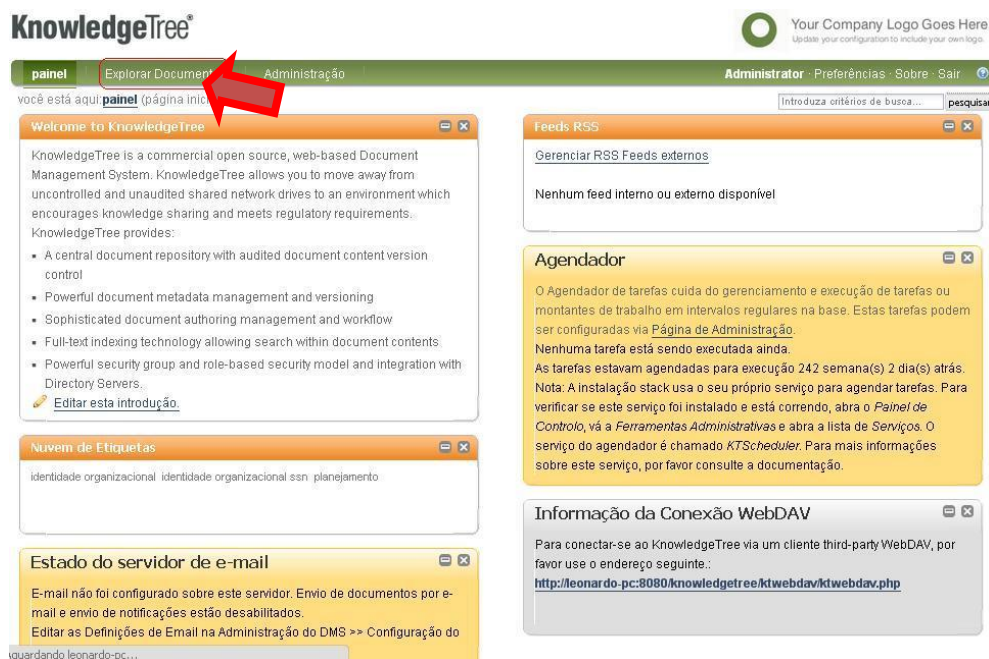 KnowledgeTree®
Your Company Logo Goes Here
Update your configuration to include your own logo.
painel
Explorar Document
Administração
Administrator · Preferências · Sobre · Sair
você está aqui: painel (página inic
Introduza critérios de busca...
pesquisar
Welcome to KnowledgeTree
KnowledgeTree is a commercial open source, web-based Document
Management System. KnowledgeTree allows you to move away from
uncontrolled and unaudited shared network drives to an environment which
encourages knowledge sharing and meets regulatory requirements.
KnowledgeTree provides:
▪ A central document repository with audited document content version
control
▪ Powerful document metadata management and versioning
▪ Sophisticated document authoring management and workflow
▪ Full-text indexing technology allowing search within document contents
▪ Powerful security group and role-based security model and integration with
Directory Servers.
Editar esta introdução.
Nuvem de Etiquetas
identidade organizacional identidade organizacional ssn planejamento
Estado do servidor de e-mail
E-mail não foi configurado sobre este servidor. Envio de documentos por e-
mail e envio de notificações estão desabilitados.
Editar as Definições de Email na Administração do DMS >> Configuração do
aguardando leonardo-pc...
Feeds RSS
Gerenciar RSS Feeds externos
Nenhum feed interno ou externo disponível
Agendador
O Agendador de tarefas cuida do gerenciamento e execução de tarefas ou
montantes de trabalho em intervalos regulares na base. Estas tarefas podem
ser configuradas via Página de Administração.
Nenhuma tarefa está sendo executada ainda.
As tarefas estavam agendadas para execução 242 semana(s) 2 dia(s) atrás.
Nota: A instalação stack usa o seu próprio serviço para agendar tarefas. Para
verificar se este serviço foi instalado e está correndo, abra o Painel de
Controlo, vá a Ferramentas Administrativas e abra a lista de Serviços. O
serviço do agendador é chamado KTScheduler. Para mais informações
sobre este serviço, por favor consulte a documentação.
Informação da Conexão WebDAV
Para conectar-se ao KnowledgeTree via um cliente third-party WebDAV, por
favor use o endereço seguinte.:
http://leonardo-pc:8080/knowledgetree/ktwebdav/ktwebdav.php